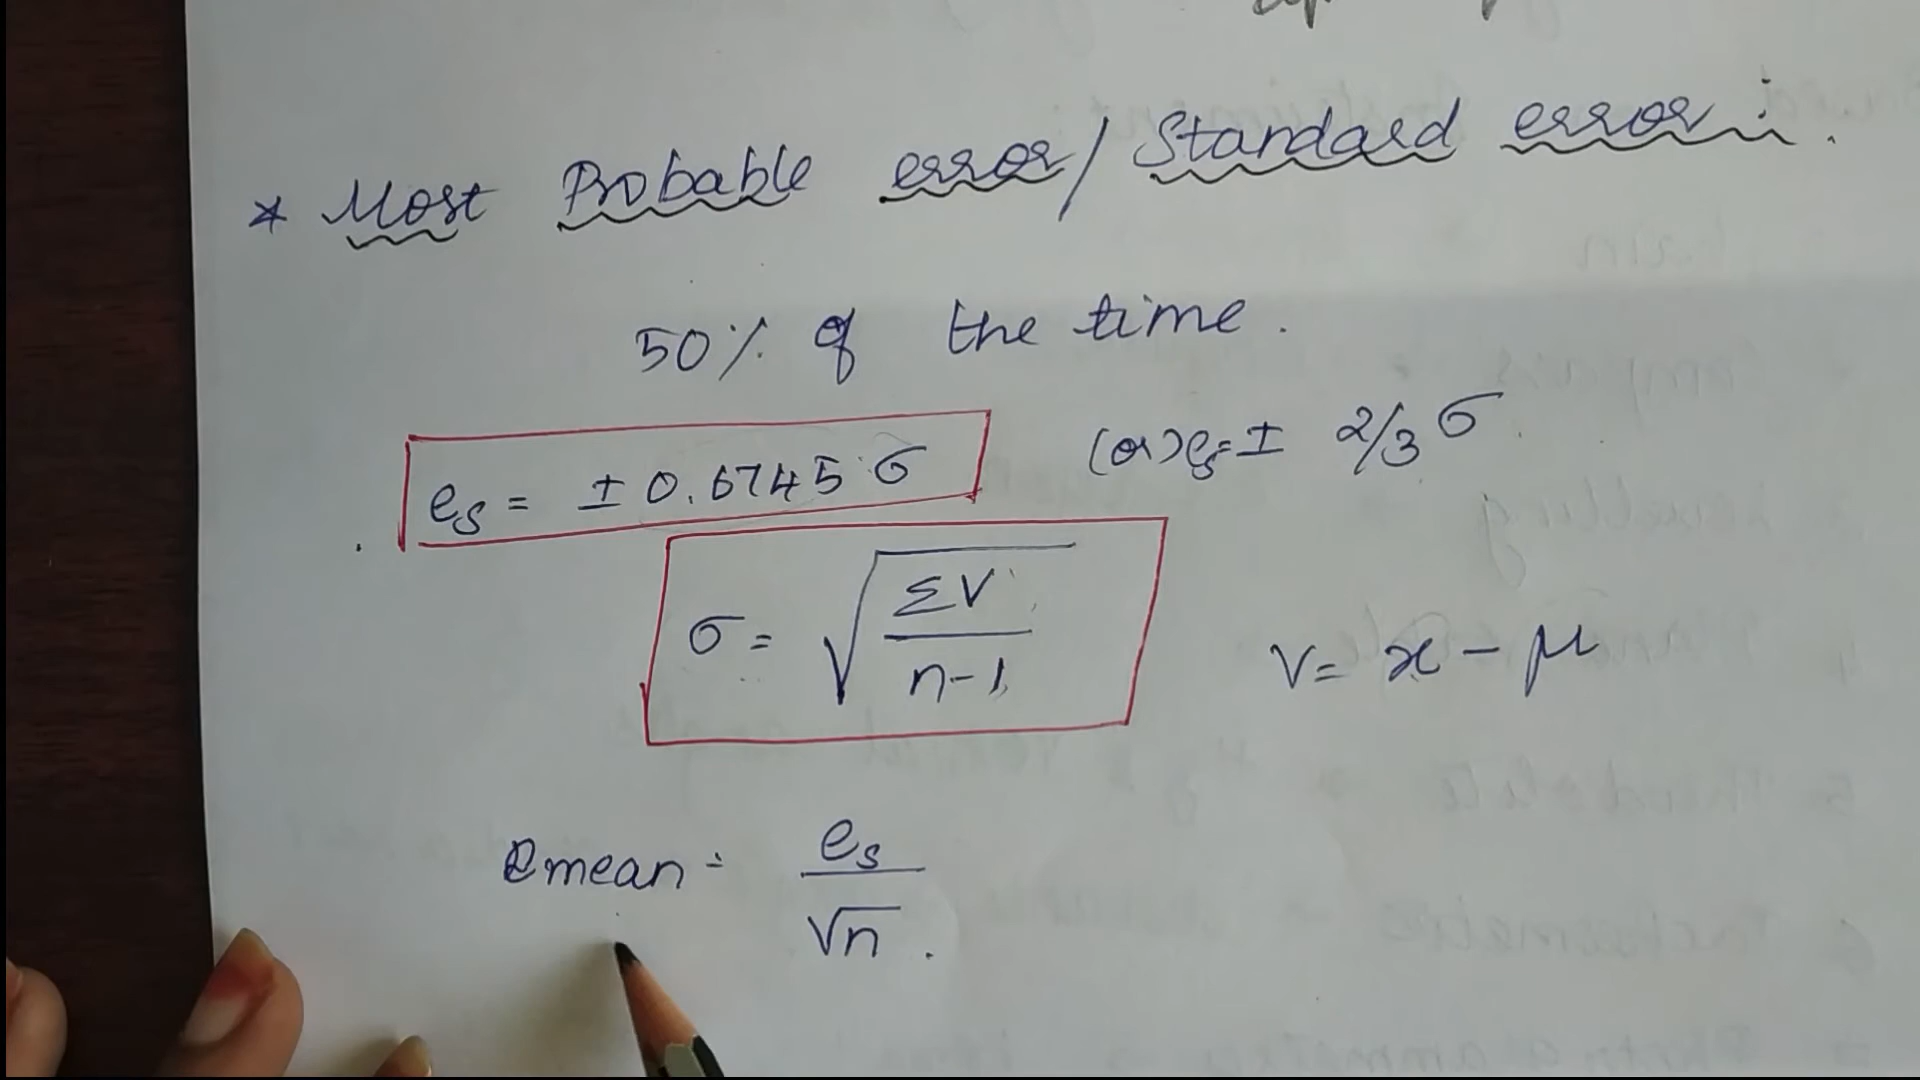 * Most Probable error / Standard error :.
50% of the time.
es = ± 0.6745 σ (or) es = ± 2/3 σ
σ = √ΣV/n-1
V = x - μ
emean = es/√n.